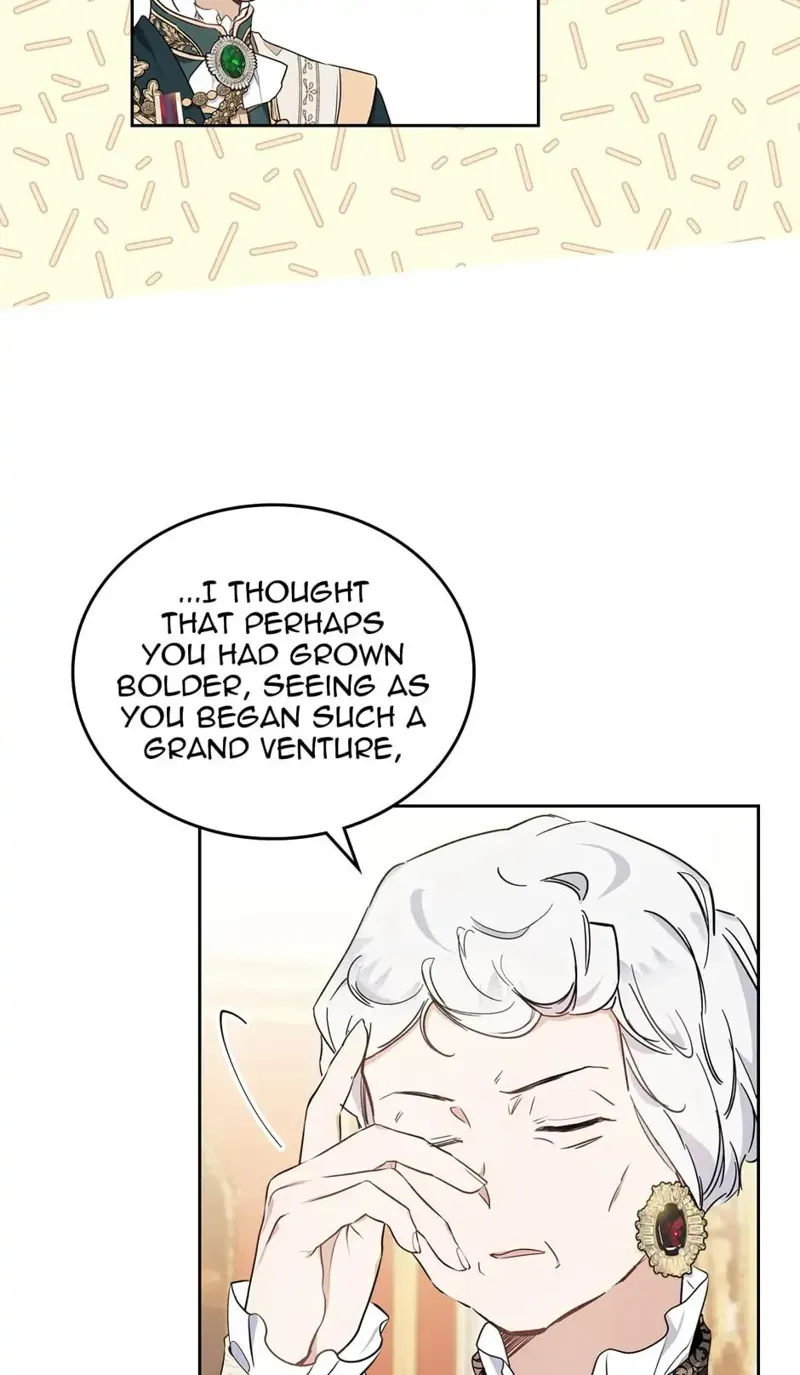 ...I THOUGHT
THAT PERHAPS
YOU HAD GROWN
BOLDER, SEEING AS
YOU BEGAN SUCH A
GRAND VENTURE,